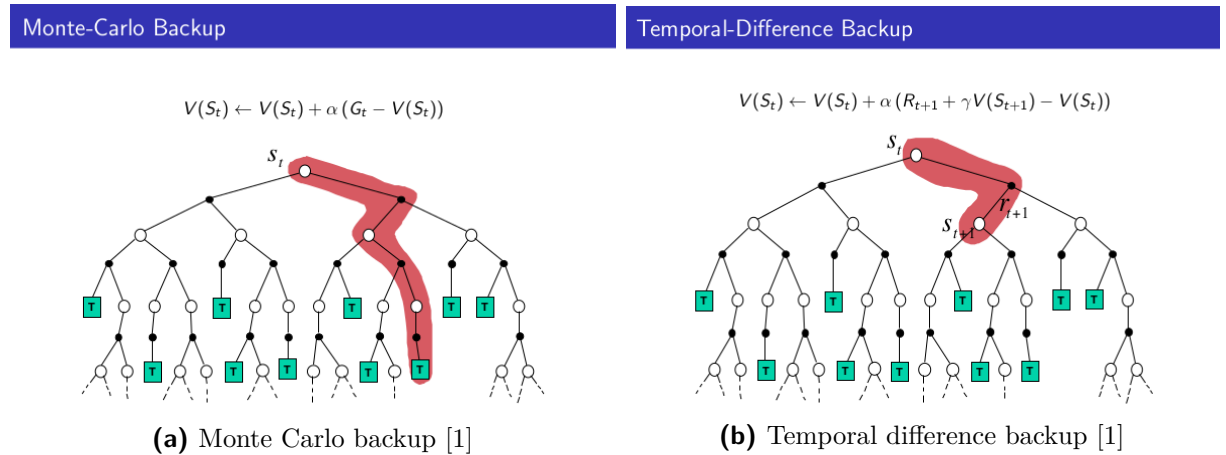 Monte-Carlo Backup
V(S_t) ← V(S_t) + α (G_t − V(S_t))
s_t
T T T T T
T T T T T
(a) Monte Carlo backup [1]
Temporal-Difference Backup
V(S_t) ← V(S_t) + α (R_{t+1} + γV(S_{t+1}) − V(S_t))
s_t
r_{t+1}
s_{t+1}
T T T T T
T T T T T
(b) Temporal difference backup [1]